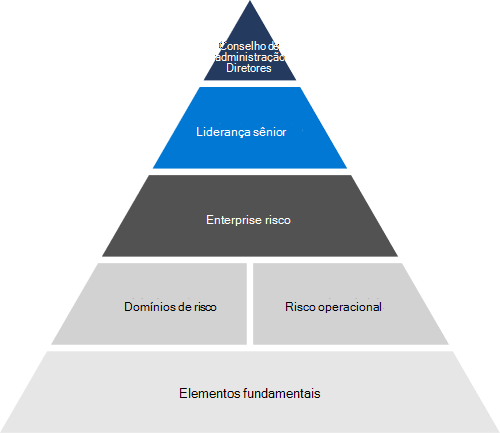 Conselho de
administração
Diretores
Liderança sênior
Enterprise risco
Domínios de risco
Risco operacional
Elementos fundamentais